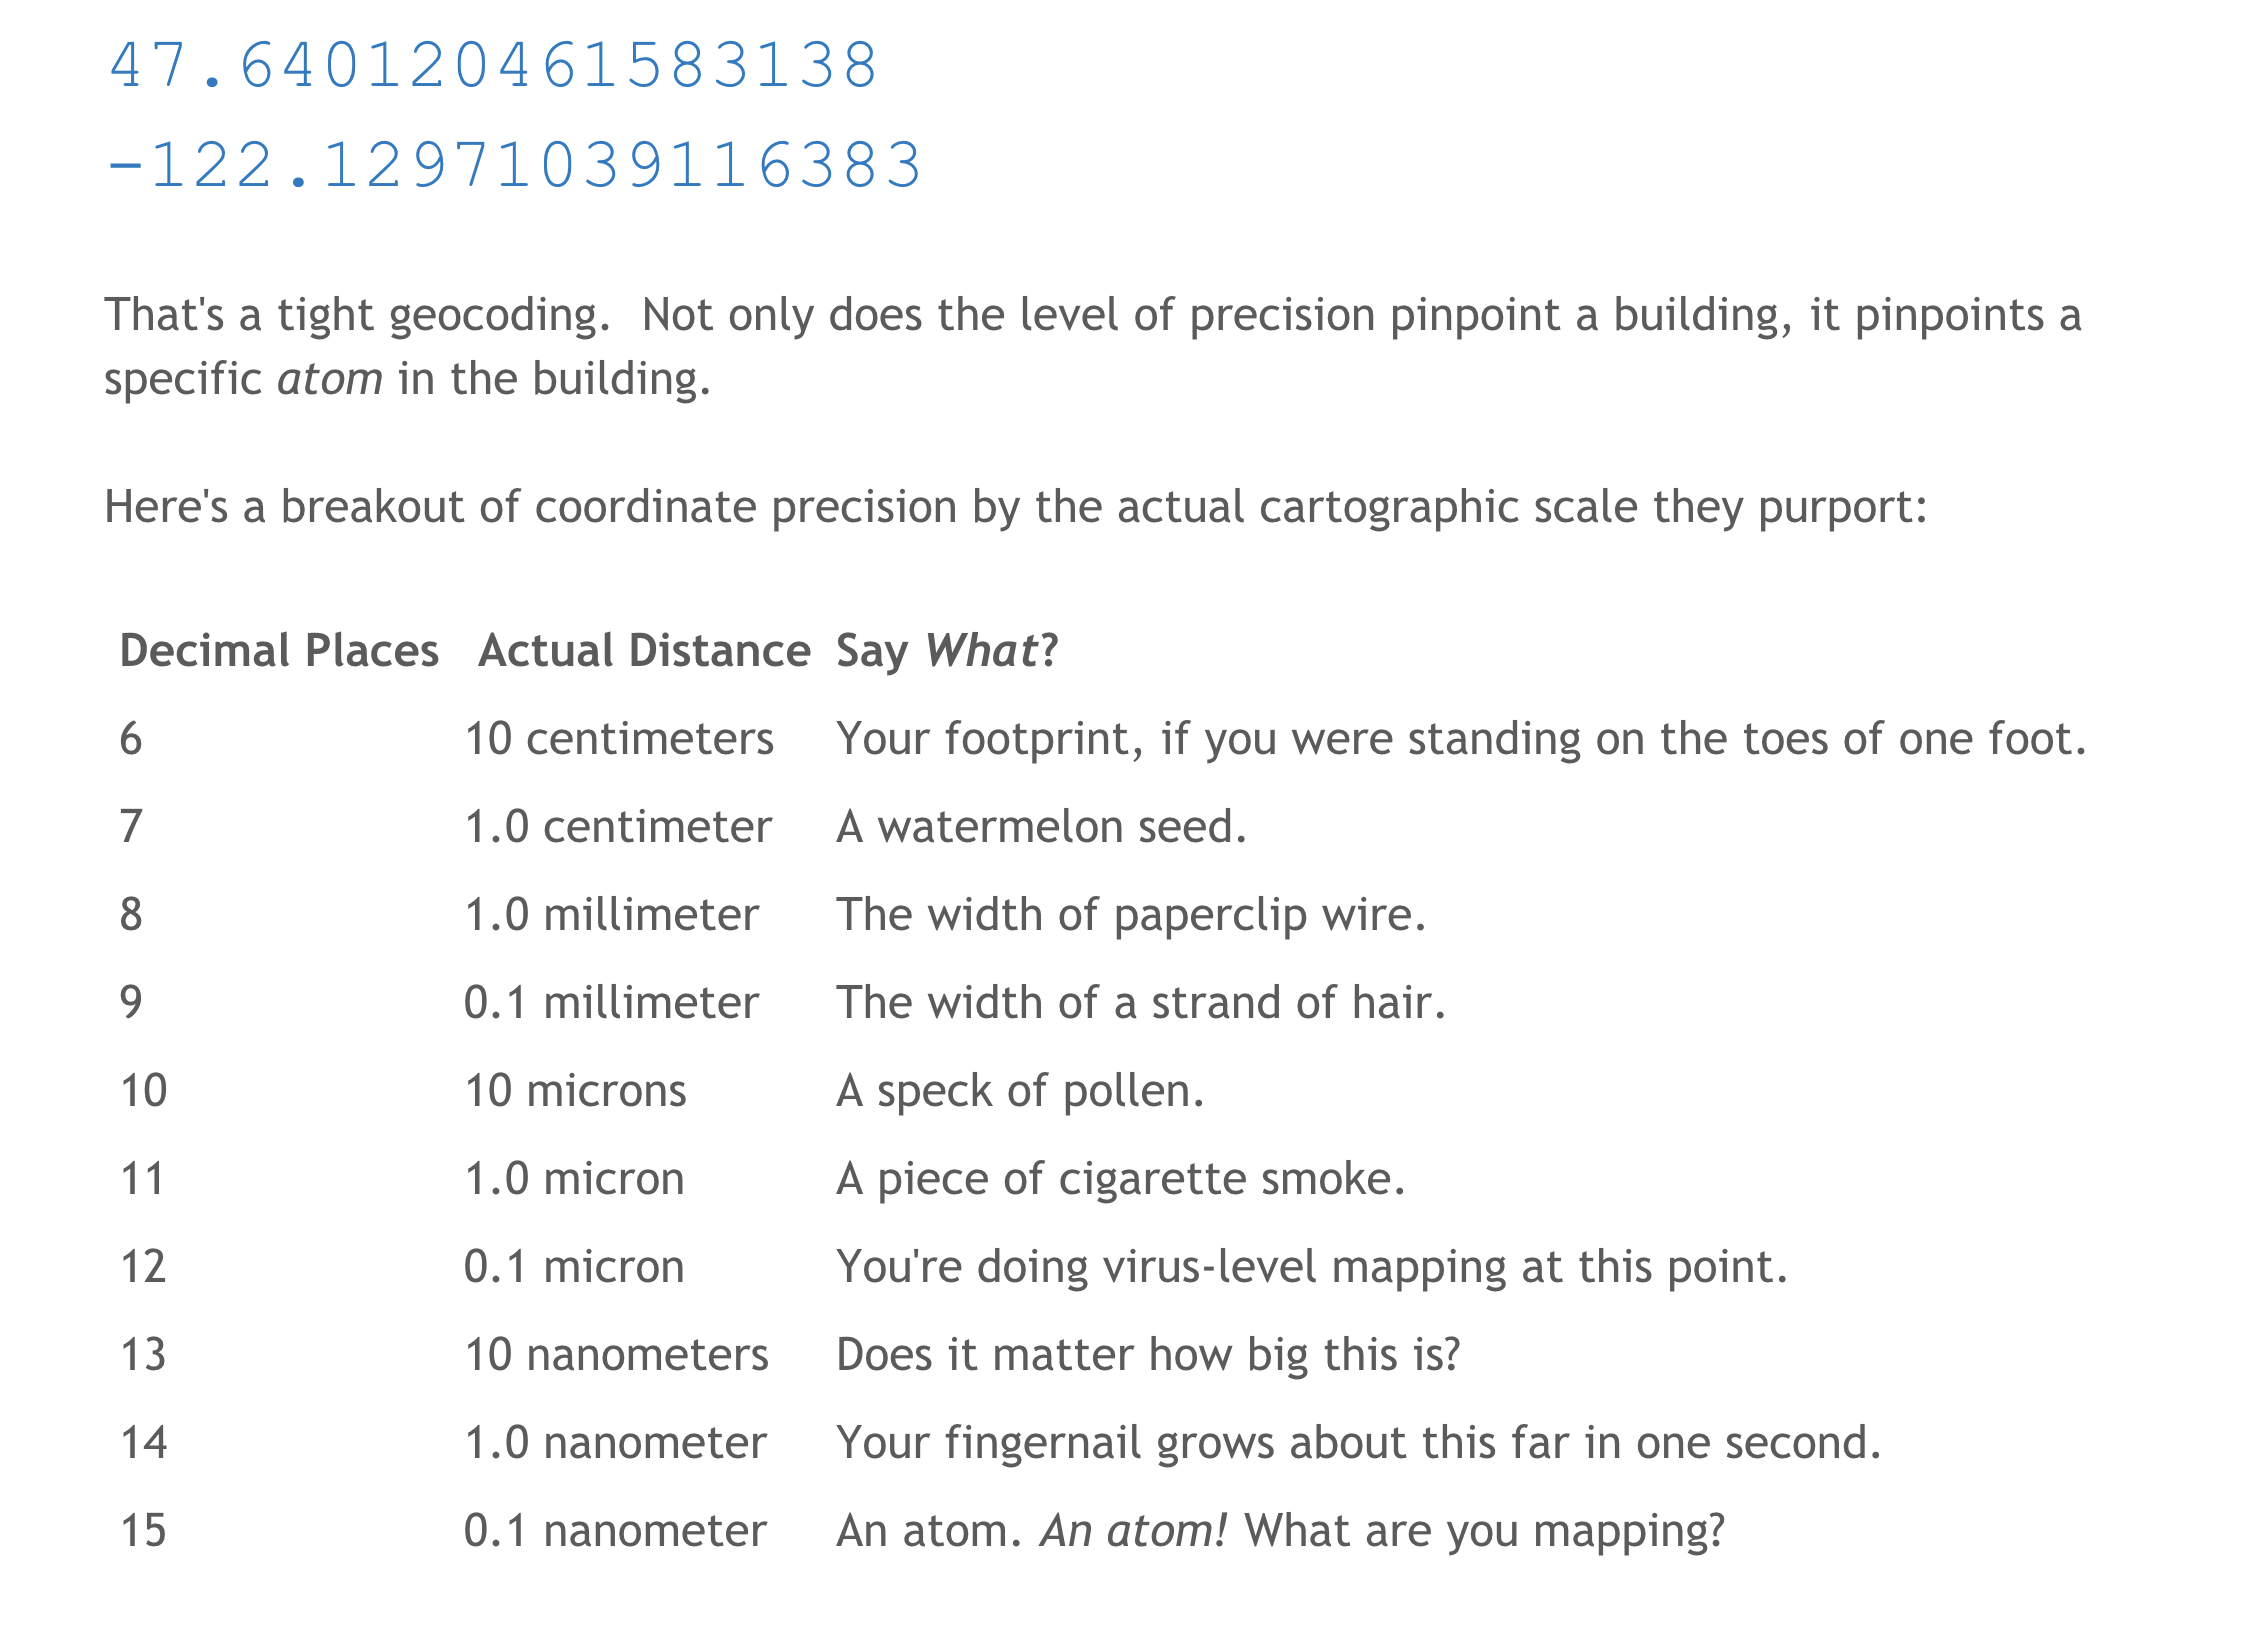 47.640120461583138
-122.12971039116383
That's a tight geocoding.  Not only does the level of precision pinpoint a building, it pinpoints a
specific atom in the building.
Here's a breakout of coordinate precision by the actual cartographic scale they purport:
Decimal Places Actual Distance Say What?
6 10 centimeters Your footprint, if you were standing on the toes of one foot.
7 1.0 centimeter A watermelon seed.
8 1.0 millimeter The width of paperclip wire.
9 0.1 millimeter The width of a strand of hair.
10 10 microns A speck of pollen.
11 1.0 micron A piece of cigarette smoke.
12 0.1 micron You're doing virus-level mapping at this point.
13 10 nanometers Does it matter how big this is?
14 1.0 nanometer Your fingernail grows about this far in one second.
15 0.1 nanometer An atom. An atom! What are you mapping?